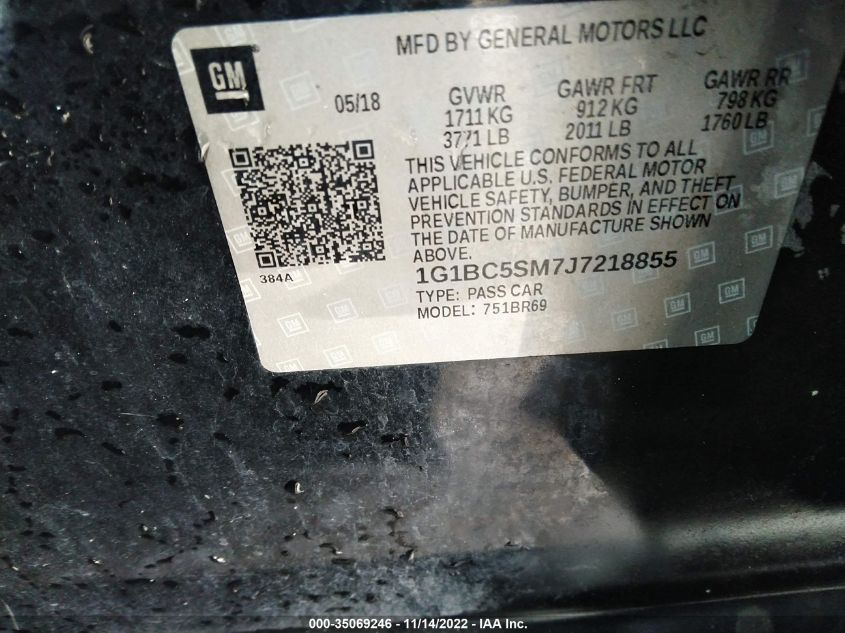 GM
MFD BY GENERAL MOTORS LLC
05/18
GVWR
1711 KG
3771 LB
GAWR FRT
912 KG
2011 LB
GAWR RR
798 KG
1760 LB
THIS VEHICLE CONFORMS TO ALL
APPLICABLE U.S. FEDERAL MOTOR
VEHICLE SAFETY, BUMPER, AND THEFT
PREVENTION STANDARDS IN EFFECT ON
THE DATE OF MANUFACTURE SHOWN
ABOVE.
384A
1G1BC5SM7J7218855
TYPE: PASS CAR
MODEL: 751BR69
000-35069246 - 11/14/2022 - IAA Inc.